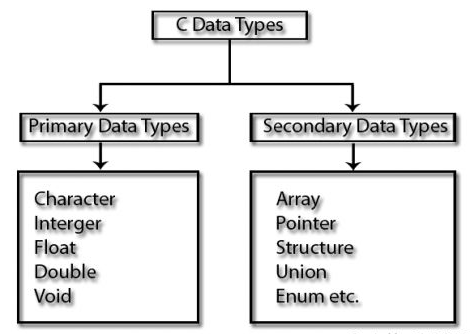 C Data Types
Primary Data Types
Secondary Data Types
Character
Interger
Float
Double
Void
Array
Pointer
Structure
Union
Enum etc.